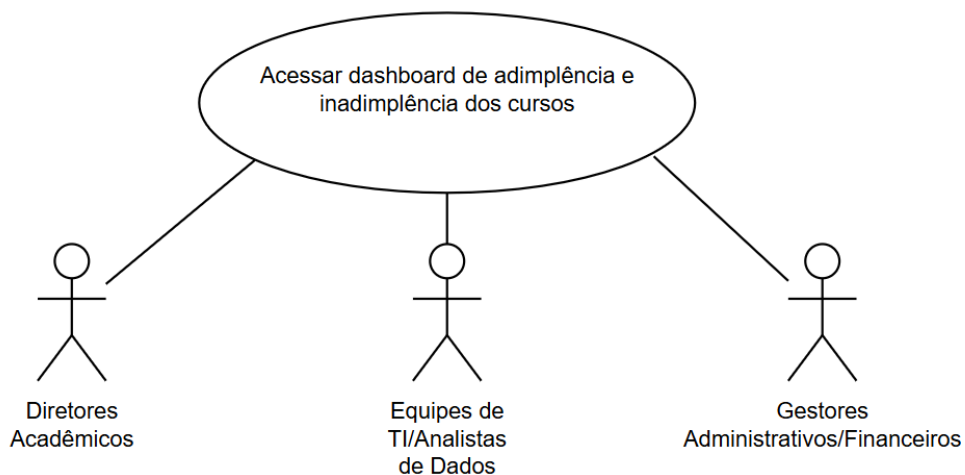 Acessar dashboard de adimplência e
inadimplência dos cursos
Diretores
Acadêmicos
Equipes de
TI/Analistas
de Dados
Gestores
Administrativos/Financeiros